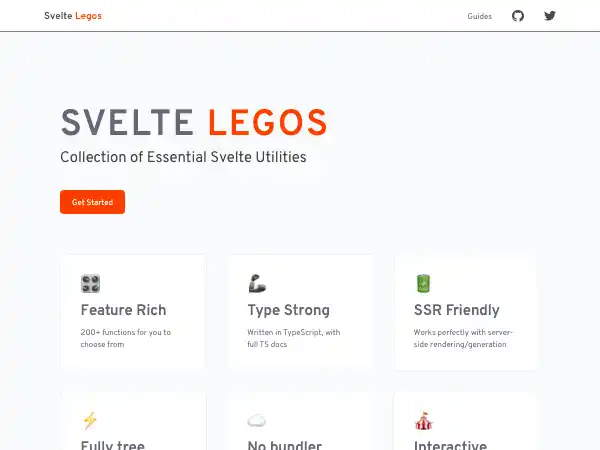 Svelte Legos
Guides
SVELTE LEGOS
Collection of Essential Svelte Utilities
Get Started
Feature Rich
200+ functions for you to
choose from
Type Strong
Written in TypeScript, with
full TS docs
SSR Friendly
Works perfectly with server-
side rendering/generation
Fully tree
No bundler
Interactive